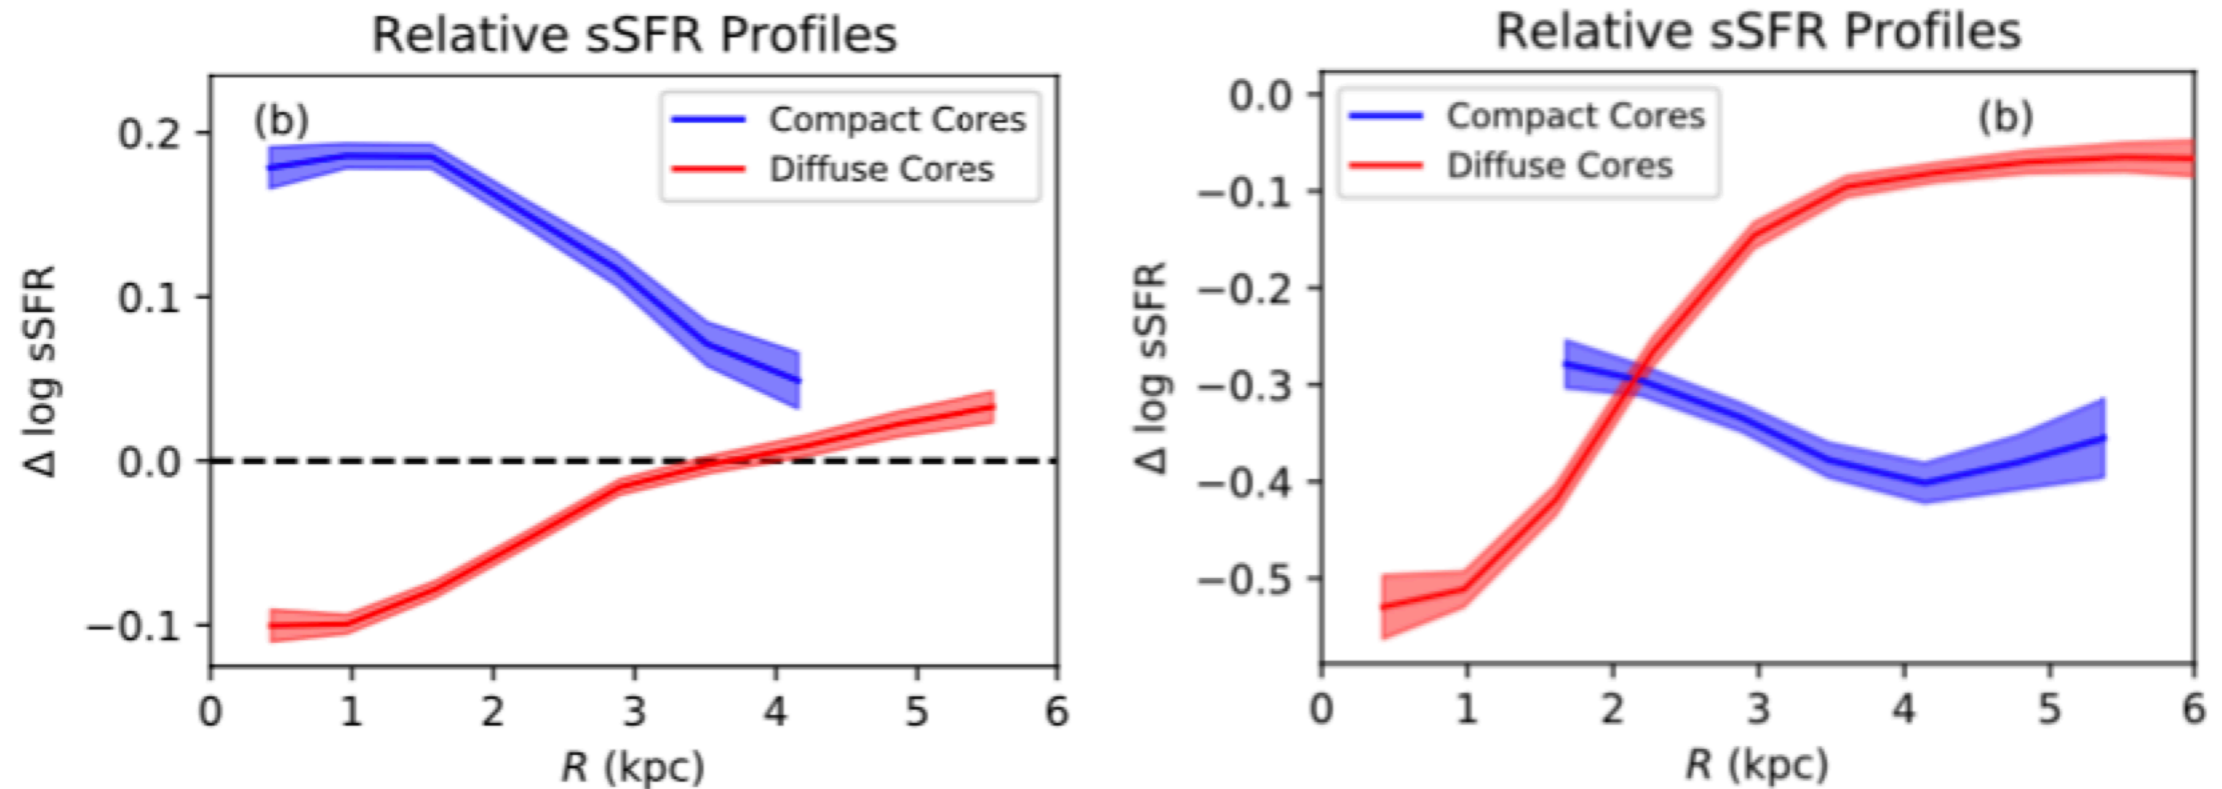 Relative sSFR Profiles
(b)
Compact Cores
Diffuse Cores
0.2
0.1
0.0
−0.1
Δ log sSFR
0 1 2 3 4 5 6
R (kpc)
Relative sSFR Profiles
Compact Cores
Diffuse Cores
(b)
0.0
−0.1
−0.2
−0.3
−0.4
−0.5
Δ log sSFR
0 1 2 3 4 5 6
R (kpc)